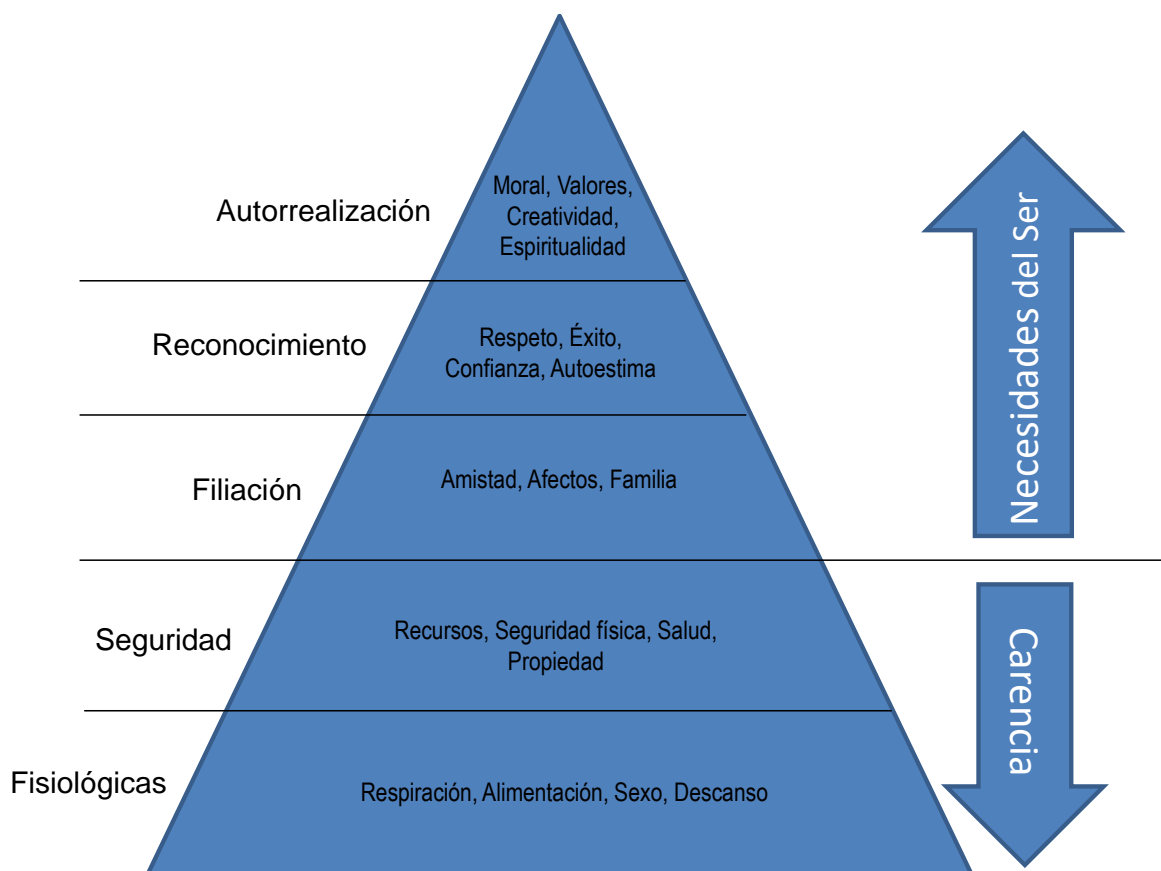 Autorrealización
Moral, Valores,
Creatividad,
Espiritualidad
Reconocimiento
Respeto, Éxito,
Confianza, Autoestima
Filiación
Amistad, Afectos, Familia
Seguridad
Recursos, Seguridad física, Salud,
Propiedad
Fisiológicas
Respiración, Alimentación, Sexo, Descanso
Necesidades del Ser
Carencia